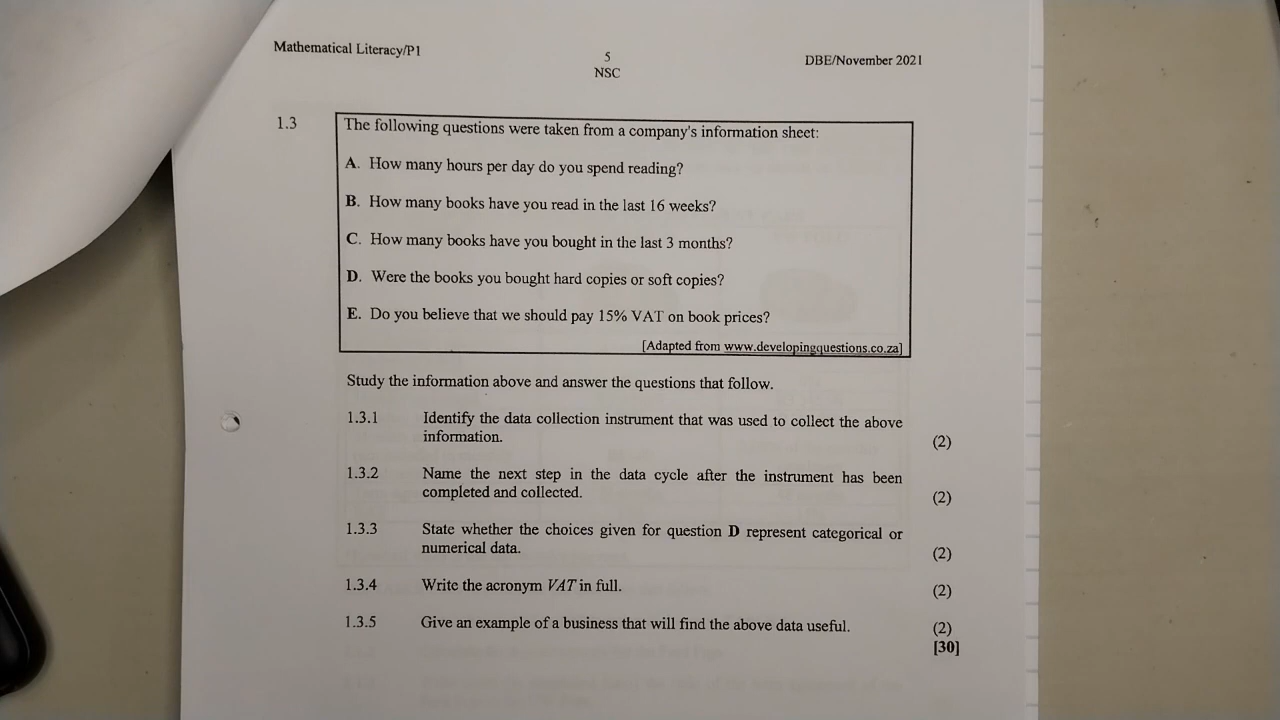 Mathematical Literacy/P1
5
NSC
DBE/November 2021
1.3
The following questions were taken from a company's information sheet:
A. How many hours per day do you spend reading?
B. How many books have you read in the last 16 weeks?
C. How many books have you bought in the last 3 months?
D. Were the books you bought hard copies or soft copies?
E. Do you believe that we should pay 15% VAT on book prices?
[Adapted from www.developingquestions.co.za]
Study the information above and answer the questions that follow.
1.3.1 Identify the data collection instrument that was used to collect the above
information. (2)
1.3.2 Name the next step in the data cycle after the instrument has been
completed and collected. (2)
1.3.3 State whether the choices given for question D represent categorical or
numerical data. (2)
1.3.4 Write the acronym VAT in full. (2)
1.3.5 Give an example of a business that will find the above data useful. (2)
[30]